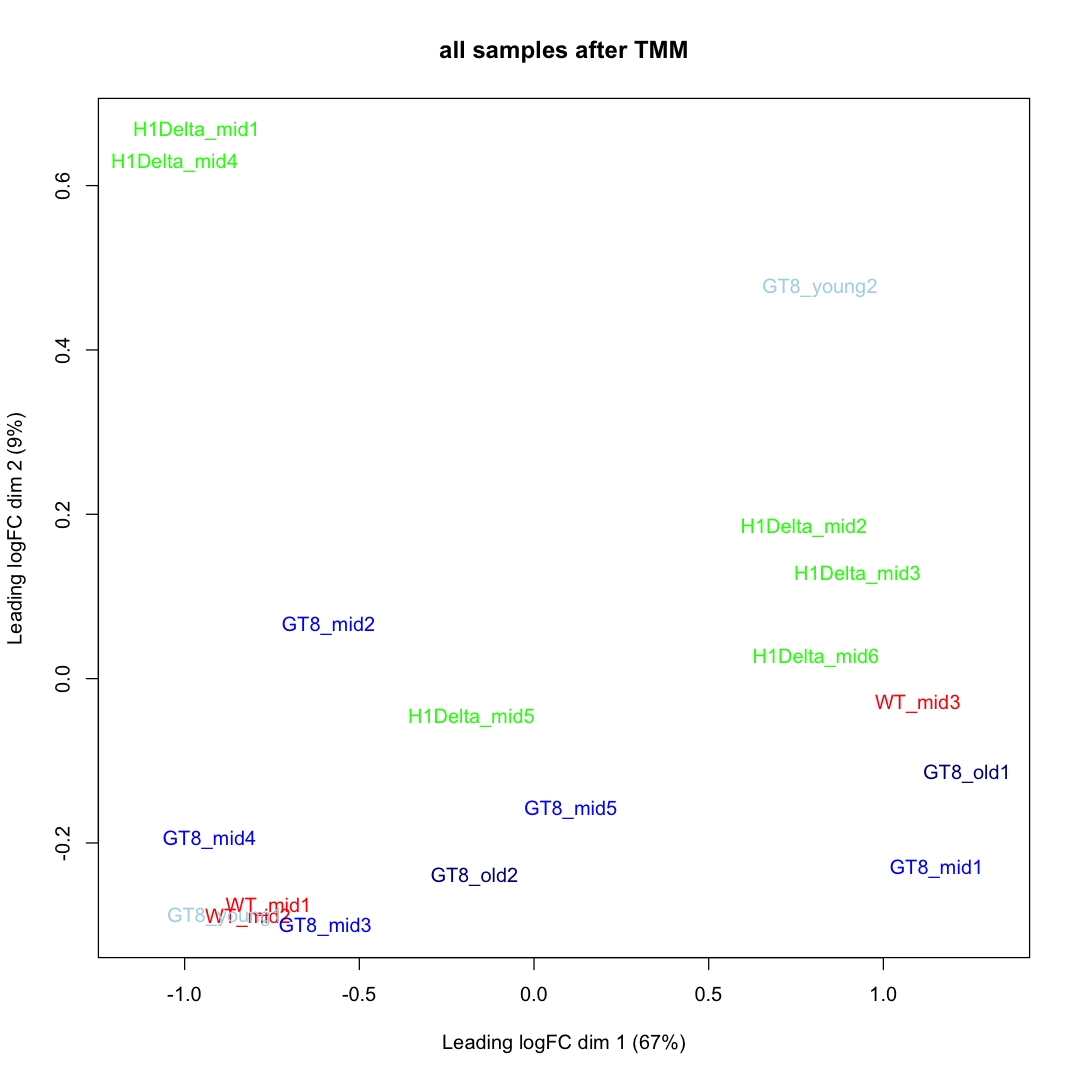 all samples after TMM
H1Delta_mid1
H1Delta_mid4
GT8_young2
H1Delta_mid2
H1Delta_mid3
GT8_mid2
H1Delta_mid6
WT_mid3
H1Delta_mid5
GT8_old1
GT8_mid5
GT8_mid4
GT8_mid1
GT8_old2
WT_mid1
WT_mid2
GT8_mid3
Leading logFC dim 2 (9%)
0.6
0.4
0.2
0.0
-0.2
-1.0 -0.5 0.0 0.5 1.0
Leading logFC dim 1 (67%)